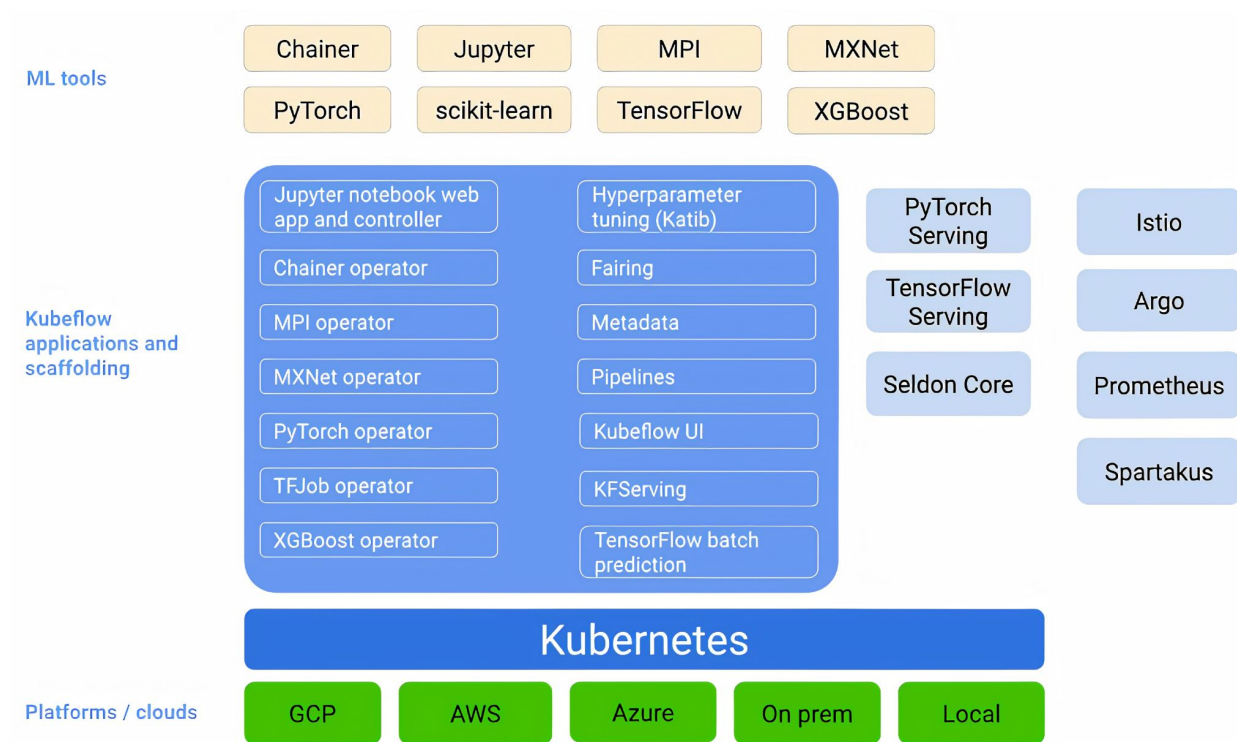 ML tools
Chainer
Jupyter
MPI
MXNet
PyTorch
scikit-learn
TensorFlow
XGBoost
Kubeflow
applications and
scaffolding
Jupyter notebook web
app and controller
Chainer operator
MPI operator
MXNet operator
PyTorch operator
TFJob operator
XGBoost operator
Hyperparameter
tuning (Katib)
Fairing
Metadata
Pipelines
Kubeflow UI
KFServing
TensorFlow batch
prediction
PyTorch
Serving
TensorFlow
Serving
Seldon Core
Istio
Argo
Prometheus
Spartakus
Kubernetes
Platforms / clouds
GCP
AWS
Azure
On prem
Local